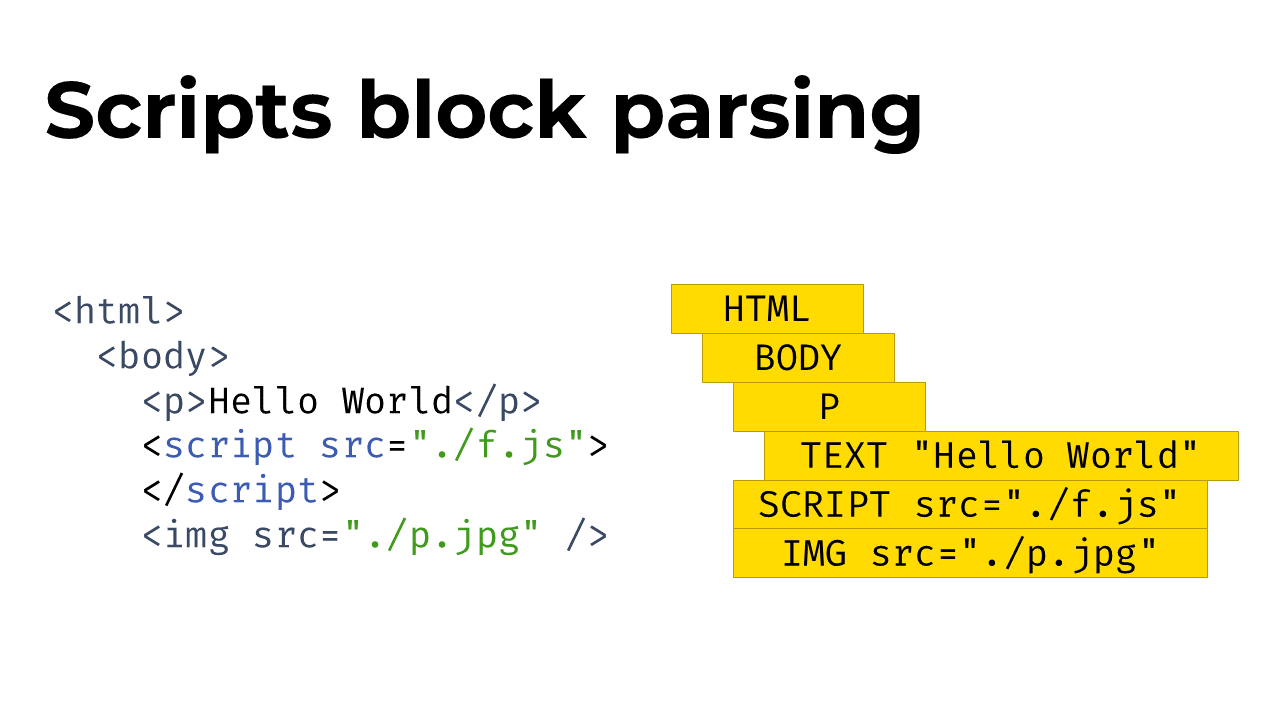 Scripts block parsing
<html>
<body>
<p>Hello World</p>
<script src="./f.js">
</script>
<img src="./p.jpg" />
HTML
BODY
P
TEXT "Hello World"
SCRIPT src="./f.js"
IMG src="./p.jpg"